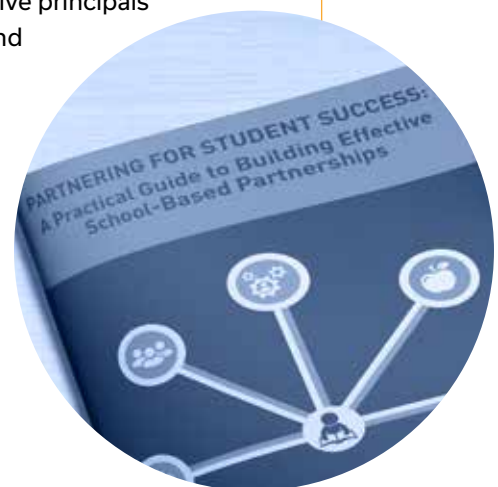 ive principals
nd
PARTNERING FOR STUDENT SUCCESS:
A Practical Guide to Building Effective
School-Based Partnerships